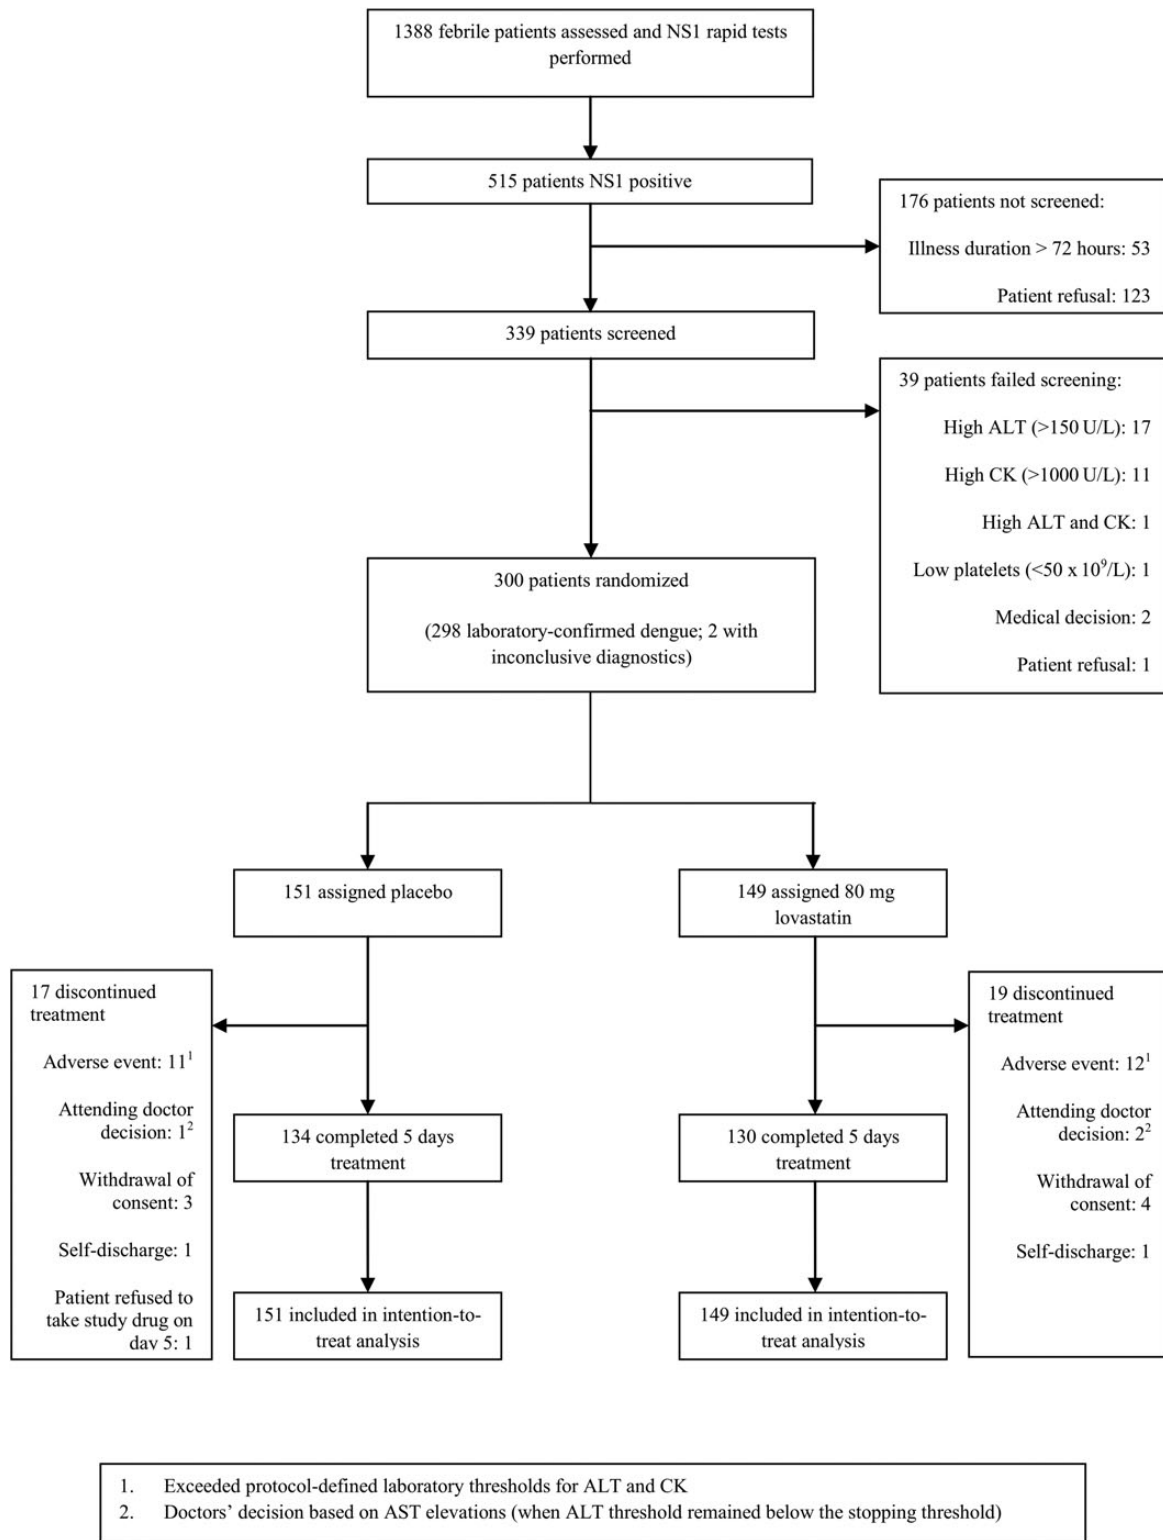 1388 febrile patients assessed and NS1 rapid tests
performed
515 patients NS1 positive
176 patients not screened:
Illness duration > 72 hours: 53
Patient refusal: 123
339 patients screened
39 patients failed screening:
High ALT (>150 U/L): 17
High CK (>1000 U/L): 11
High ALT and CK: 1
Low platelets (<50 x 10⁹/L): 1
Medical decision: 2
Patient refusal: 1
300 patients randomized
(298 laboratory-confirmed dengue; 2 with
inconclusive diagnostics)
151 assigned placebo
149 assigned 80 mg
lovastatin
17 discontinued
treatment
Adverse event: 11¹
Attending doctor
decision: 1²
Withdrawal of
consent: 3
Self-discharge: 1
Patient refused to
take study drug on
day 5: 1
19 discontinued
treatment
Adverse event: 12¹
Attending doctor
decision: 2²
Withdrawal of
consent: 4
Self-discharge: 1
134 completed 5 days
treatment
130 completed 5 days
treatment
151 included in intention-to-
treat analysis
149 included in intention-to-
treat analysis
1. Exceeded protocol-defined laboratory thresholds for ALT and CK
2. Doctors' decision based on AST elevations (when ALT threshold remained below the stopping threshold)